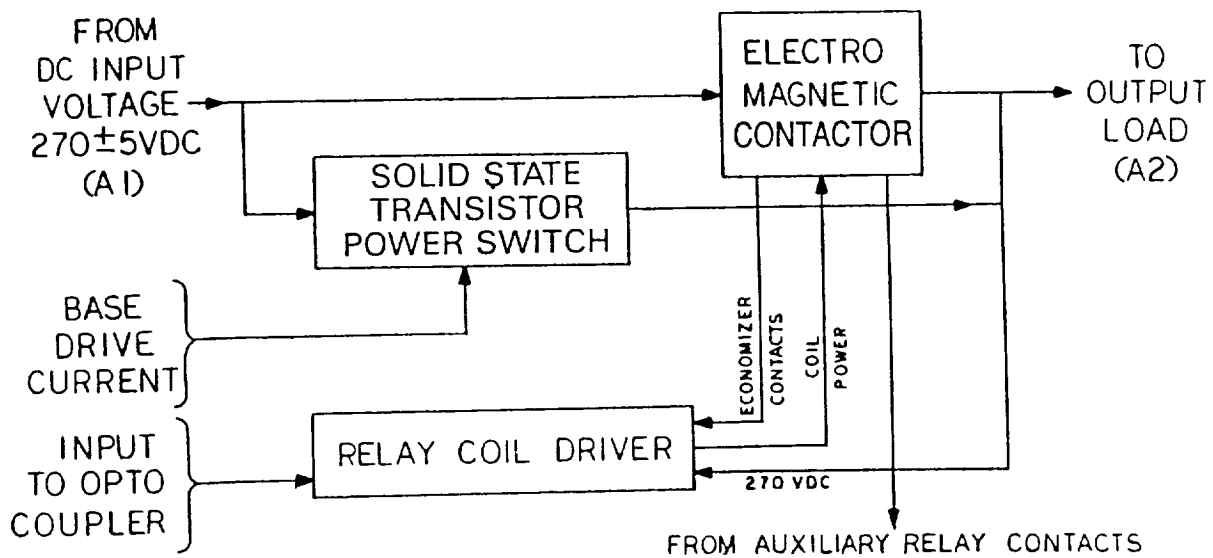 FROM
DC INPUT
VOLTAGE
270±5VDC
(A1)
ELECTRO
MAGNETIC
CONTACTOR
TO
OUTPUT
LOAD
(A2)
SOLID STATE
TRANSISTOR
POWER SWITCH
BASE
DRIVE
CURRENT
ECONOMIZER
CONTACTS
COIL
POWER
INPUT
TO OPTO
COUPLER
RELAY COIL DRIVER
270 VDC
FROM AUXILIARY RELAY CONTACTS